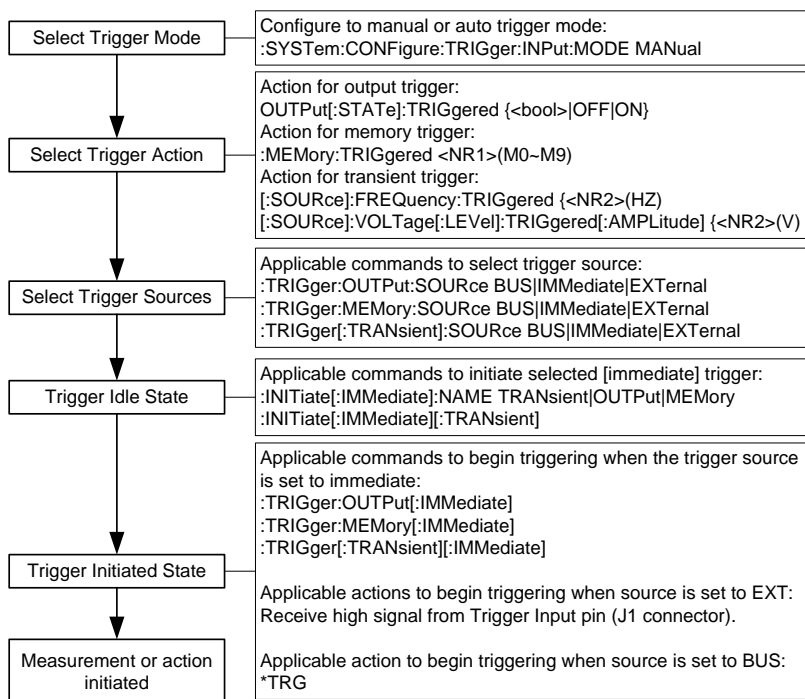 Select Trigger Mode
Configure to manual or auto trigger mode:
:SYSTem:CONFigure:TRIGger:INPut:MODE MANual
Select Trigger Action
Action for output trigger:
OUTPut[:STATe]:TRIGgered {<bool>|OFF|ON}
Action for memory trigger:
:MEMory:TRIGgered <NR1>(M0~M9)
Action for transient trigger:
[:SOURce]:FREQuency:TRIGgered {<NR2>(HZ)
[:SOURce]:VOLTage[:LEVel]:TRIGgered[:AMPLitude] {<NR2>(V)
Select Trigger Sources
Applicable commands to select trigger source:
:TRIGger:OUTPut:SOURce BUS|IMMediate|EXTernal
:TRIGger:MEMory:SOURce BUS|IMMediate|EXTernal
:TRIGger[:TRANsient]:SOURce BUS|IMMediate|EXTernal
Trigger Idle State
Applicable commands to initiate selected [immediate] trigger:
:INITiate[:IMMediate]:NAME TRANsient|OUTPut|MEMory
:INITiate[:IMMediate][:TRANsient]
Trigger Initiated State
Applicable commands to begin triggering when the trigger source
is set to immediate:
:TRIGger:OUTPut[:IMMediate]
:TRIGger:MEMory[:IMMediate]
:TRIGger[:TRANsient][:IMMediate]
Applicable actions to begin triggering when source is set to EXT:
Receive high signal from Trigger Input pin (J1 connector).
Applicable action to begin triggering when source is set to BUS:
*TRG
Measurement or action
initiated